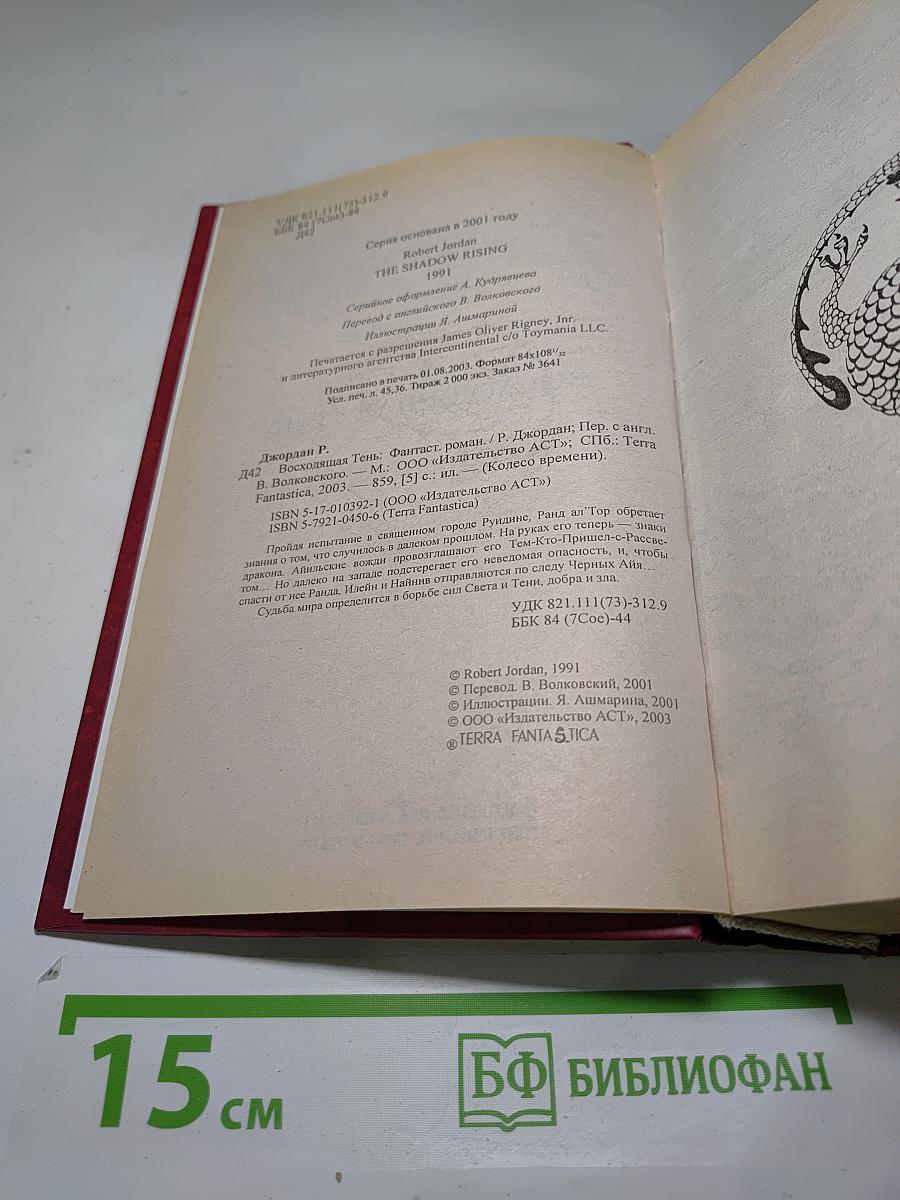 УДК 821.111(73)-312.9
ББК 84 (7Сое)-44
Д42
Серия основана в 2001 году
Robert Jordan
THE SHADOW RISING
1991
Серийное оформление А. Кудрявцева
Перевод с английского В. Волковского
Иллюстрации Я. Ашмариной
Печатается с разрешения James Oliver Rigney, Jnr.
и литературного агентства Intercontinental c/o Toymania LLC.
Подписано в печать 01.08.2003. Формат 84х108¹/₃₂
Усл. печ. л. 45,36. Тираж 2 000 экз. Заказ № 3641
Джордан Р.
Д42 Восходящая Тень: Фантаст. роман. / Р. Джордан; Пер. с англ.
В. Волковского. — М.: ООО «Издательство АСТ»; СПб.: Terra
Fantastica, 2003. — 859, [5] с.: ил. — (Колесо времени).
ISBN 5-17-010392-1 (ООО «Издательство АСТ»)
ISBN 5-7921-0450-6 (Terra Fantastica)
Пройдя испытание в священном городе Руидине, Ранд ал'Тор обретает
знания о том, что случилось в далеком прошлом. На руках его теперь — знаки
дракона. Айильские вожди провозглашают его Тем-Кто-Пришел-с-Рассве-
том... Но далеко на западе подстерегает его неведомая опасность, и, чтобы
спасти от нее Ранда, Илейн и Найнив отправляются по следу Черных Айя...
Судьба мира определится в борьбе сил Света и Тени, добра и зла.
УДК 821.111(73)-312.9
ББК 84 (7Сое)-44
© Robert Jordan, 1991
© Перевод. В. Волковский, 2001
© Иллюстрации. Я. Ашмарина, 2001
© ООО «Издательство АСТ», 2003
® TERRA FANTASTICA
15 см
БФ БИБЛИОФАН